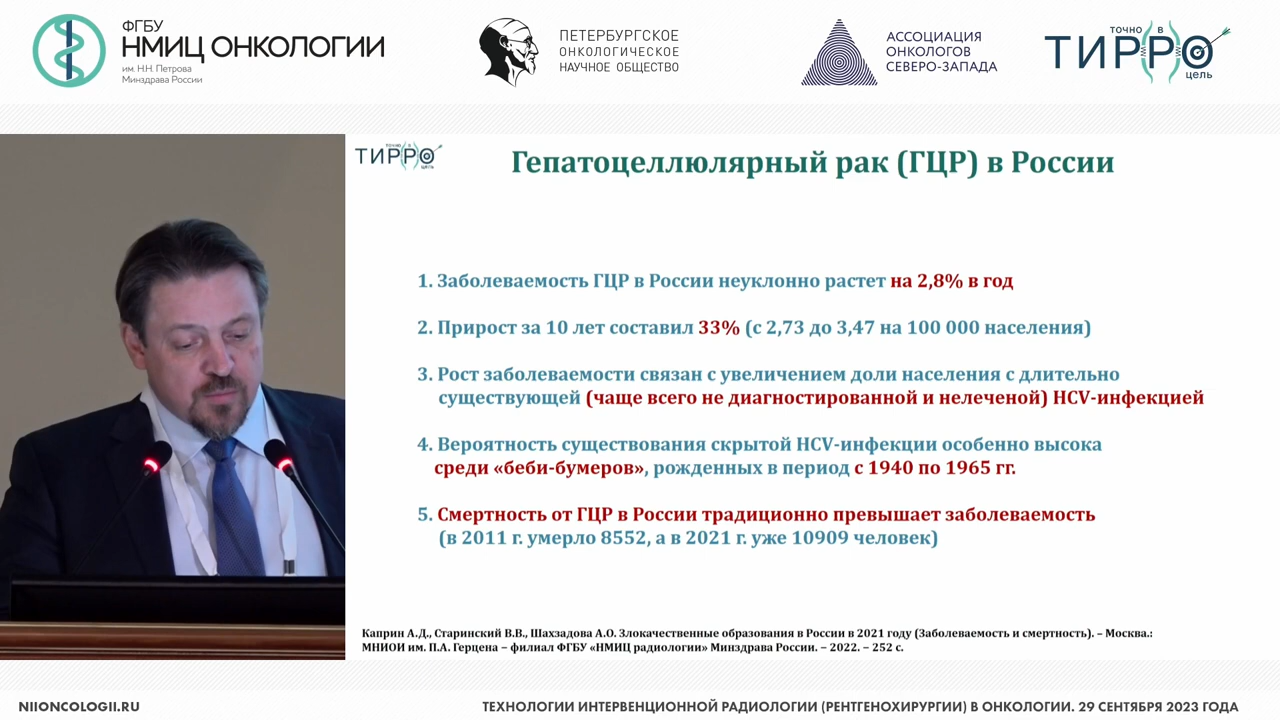 ФГБУ
НМИЦ ОНКОЛОГИИ
им. Н.Н. Петрова
Минздрава России
ПЕТЕРБУРГСКОЕ
ОНКОЛОГИЧЕСКОЕ
НАУЧНОЕ ОБЩЕСТВО
АССОЦИАЦИЯ
ОНКОЛОГОВ
СЕВЕРО-ЗАПАДА
ТОЧНО В
ТИРРО
цель
ТОЧНО В
ТИРРО
цель
Гепатоцеллюлярный рак (ГЦР) в России
1. Заболеваемость ГЦР в России неуклонно растет на 2,8% в год
2. Прирост за 10 лет составил 33% (с 2,73 до 3,47 на 100 000 населения)
3. Рост заболеваемости связан с увеличением доли населения с длительно
существующей (чаще всего не диагностированной и нелеченой) HCV-инфекцией
4. Вероятность существования скрытой HCV-инфекции особенно высока
среди «беби-бумеров», рожденных в период с 1940 по 1965 гг.
5. Смертность от ГЦР в России традиционно превышает заболеваемость
(в 2011 г. умерло 8552, а в 2021 г. уже 10909 человек)
Каприн А.Д., Старинский В.В., Шахзадова А.О. Злокачественные образования в России в 2021 году (Заболеваемость и смертность). – Москва.:
МНИОИ им. П.А. Герцена – филиал ФГБУ «НМИЦ радиологии» Минздрава России. – 2022. – 252 с.
NIIONCOLOGII.RU
ТЕХНОЛОГИИ ИНТЕРВЕНЦИОННОЙ РАДИОЛОГИИ (РЕНТГЕНОХИРУРГИИ) В ОНКОЛОГИИ. 29 СЕНТЯБРЯ 2023 ГОДА